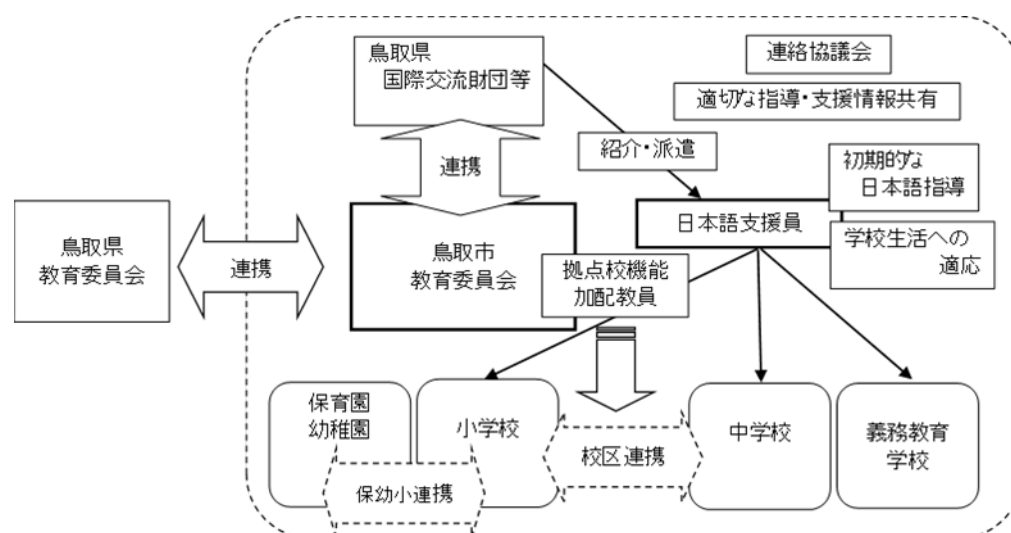 鳥取県
国際交流財団等
連絡協議会
適切な指導・支援情報共有
紹介・派遣
連携
初期的な
日本語指導
鳥取県
教育委員会
連携
鳥取市
教育委員会
日本語支援員
学校生活への
適応
拠点校機能
加配教員
保育園
幼稚園
小学校
校区連携
中学校
義務教育
学校
保幼小連携